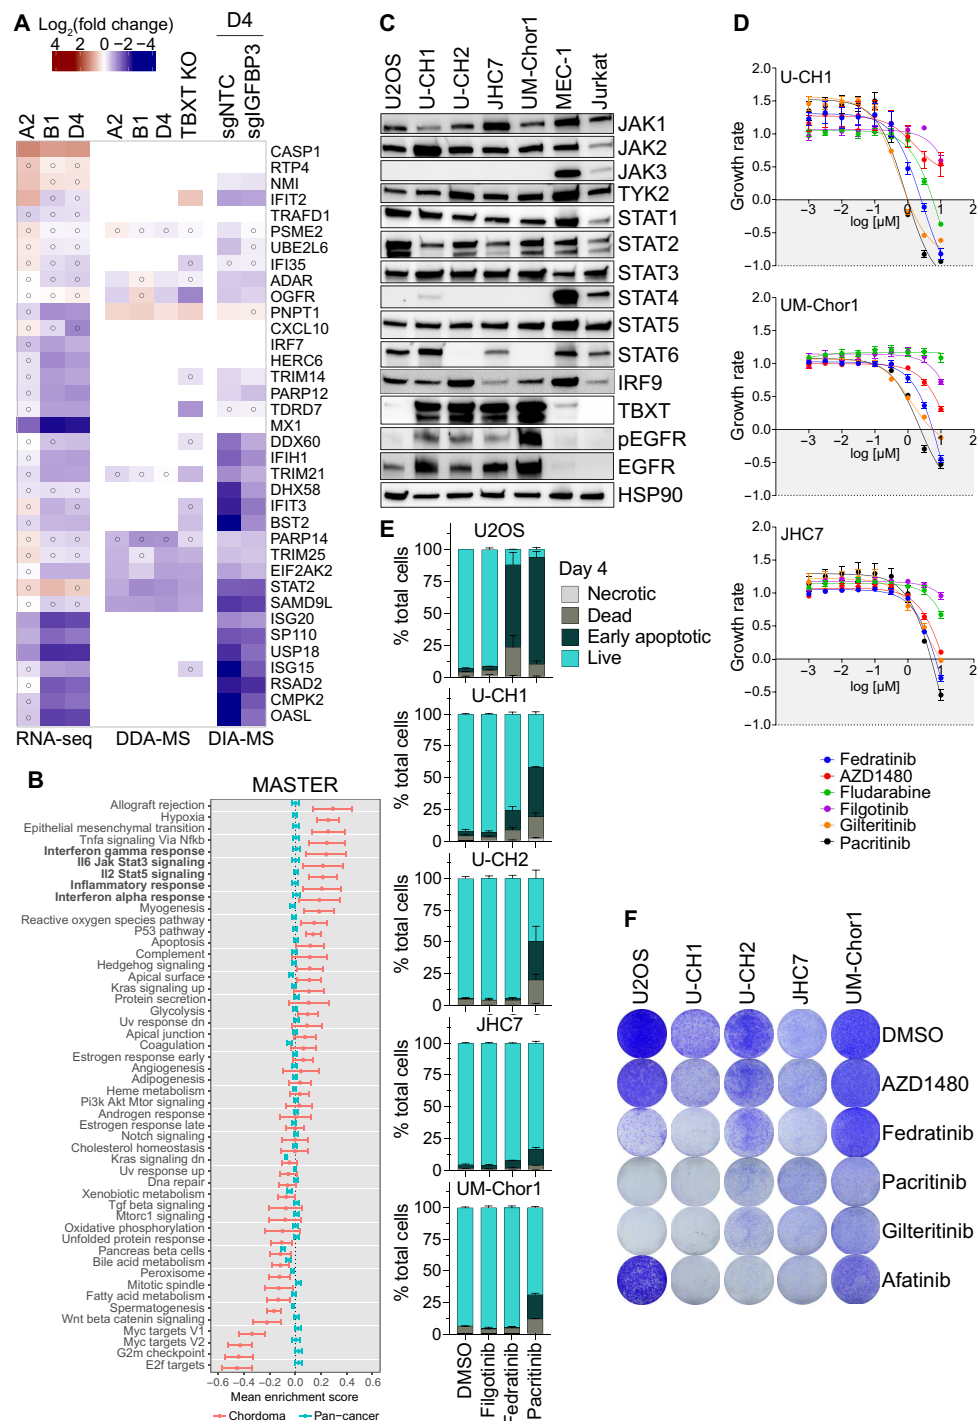 A
Log2(fold change)
4 2 0 −2 −4
D4
A2 B1 D4 A2 B1 D4 TBXT KO sgNTC sgIGFBP3
CASP1
RTP4
NMI
IFIT2
TRAFD1
PSME2
UBE2L6
IFI35
ADAR
OGFR
PNPT1
CXCL10
IRF7
HERC6
TRIM14
PARP12
TDRD7
MX1
DDX60
IFIH1
TRIM21
DHX58
IFIT3
BST2
PARP14
TRIM25
EIF2AK2
STAT2
SAMD9L
ISG20
SP110
USP18
ISG15
RSAD2
CMPK2
OASL
RNA-seq DDA-MS DIA-MS
B
MASTER
Allograft rejection
Hypoxia
Epithelial mesenchymal transition
Tnfa signaling Via Nfkb
Interferon gamma response
Il6 Jak Stat3 signaling
Il2 Stat5 signaling
Inflammatory response
Interferon alpha response
Myogenesis
Reactive oxygen species pathway
P53 pathway
Apoptosis
Complement
Hedgehog signaling
Apical surface
Kras signaling up
Protein secretion
Glycolysis
Uv response dn
Apical junction
Coagulation
Estrogen response early
Angiogenesis
Adipogenesis
Heme metabolism
Pi3k Akt Mtor signaling
Androgen response
Estrogen response late
Notch signaling
Cholesterol homeostasis
Kras signaling dn
Uv response up
Dna repair
Xenobiotic metabolism
Tgf beta signaling
Mtorc1 signaling
Oxidative phosphorylation
Unfolded protein response
Pancreas beta cells
Bile acid metabolism
Peroxisome
Mitotic spindle
Fatty acid metabolism
Spermatogenesis
Wnt beta catenin signaling
Myc targets V1
Myc targets V2
G2m checkpoint
E2f targets
−0.6 −0.4 −0.2 0.0 0.2 0.4 0.6
Mean enrichment score
Chordoma Pan−cancer
C
U2OS U-CH1 U-CH2 JHC7 UM-Chor1 MEC-1 Jurkat
JAK1
JAK2
JAK3
TYK2
STAT1
STAT2
STAT3
STAT4
STAT5
STAT6
IRF9
TBXT
pEGFR
EGFR
HSP90
D
U-CH1
2.0
1.5
1.0
0.5
0.0
−0.5
−1.0
Growth rate
−3 −2 −1 0 1 2
log [µM]
UM-Chor1
2.0
1.5
1.0
0.5
0.0
−0.5
−1.0
Growth rate
−3 −2 −1 0 1 2
log [µM]
JHC7
2.0
1.5
1.0
0.5
0.0
−0.5
−1.0
Growth rate
−3 −2 −1 0 1 2
log [µM]
Fedratinib
AZD1480
Fludarabine
Filgotinib
Gilteritinib
Pacritinib
E
U2OS
100
75
50
25
0
% total cells
Day 4
Necrotic
Dead
Early apoptotic
Live
U-CH1
100
75
50
25
0
% total cells
U-CH2
100
75
50
25
0
% total cells
JHC7
100
75
50
25
0
% total cells
UM-Chor1
100
75
50
25
0
% total cells
DMSO Filgotinib Fedratinib Pacritinib
F
U2OS U-CH1 U-CH2 JHC7 UM-Chor1
DMSO
AZD1480
Fedratinib
Pacritinib
Gilteritinib
Afatinib